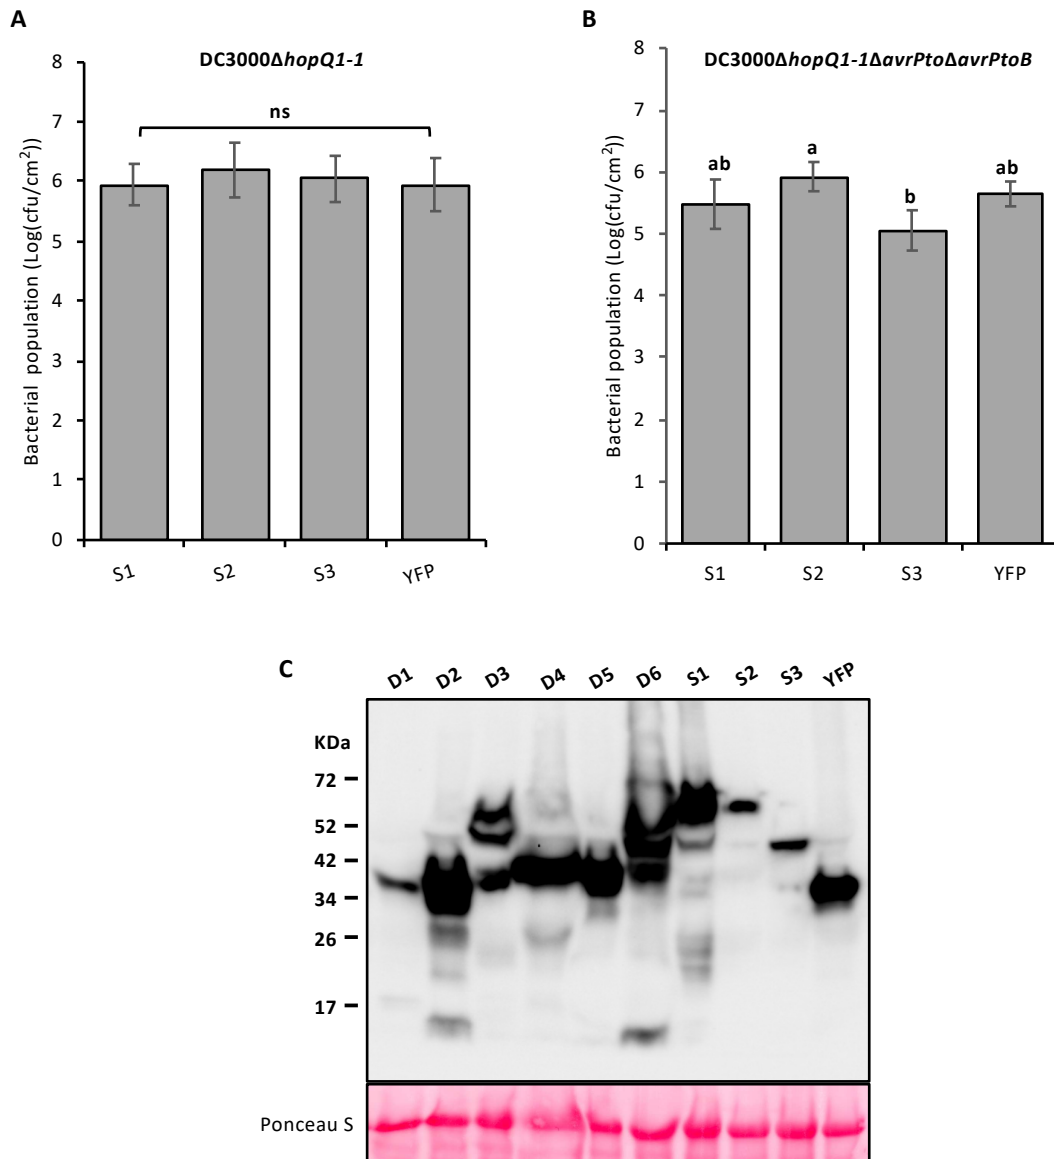 A
DC3000ΔhopQ1-1
Bacterial population (Log(cfu/cm²))
8
7
6
5
4
3
2
1
0
ns
S1 S2 S3 YFP
B
DC3000ΔhopQ1-1ΔavrPtoΔavrPtoB
Bacterial population (Log(cfu/cm²))
8
7
6
5
4
3
2
1
0
ab a b ab
S1 S2 S3 YFP
C
D1 D2 D3 D4 D5 D6 S1 S2 S3 YFP
KDa
72
52
42
34
26
17
Ponceau S